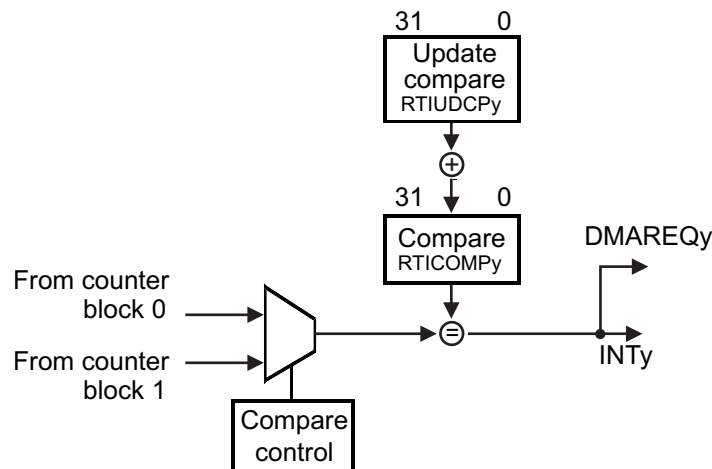 31 0
Update
compare
RTIUDCPy
+
31 0
Compare
RTICOMPy
DMAREQy
From counter
block 0
=
INTy
From counter
block 1
Compare
control